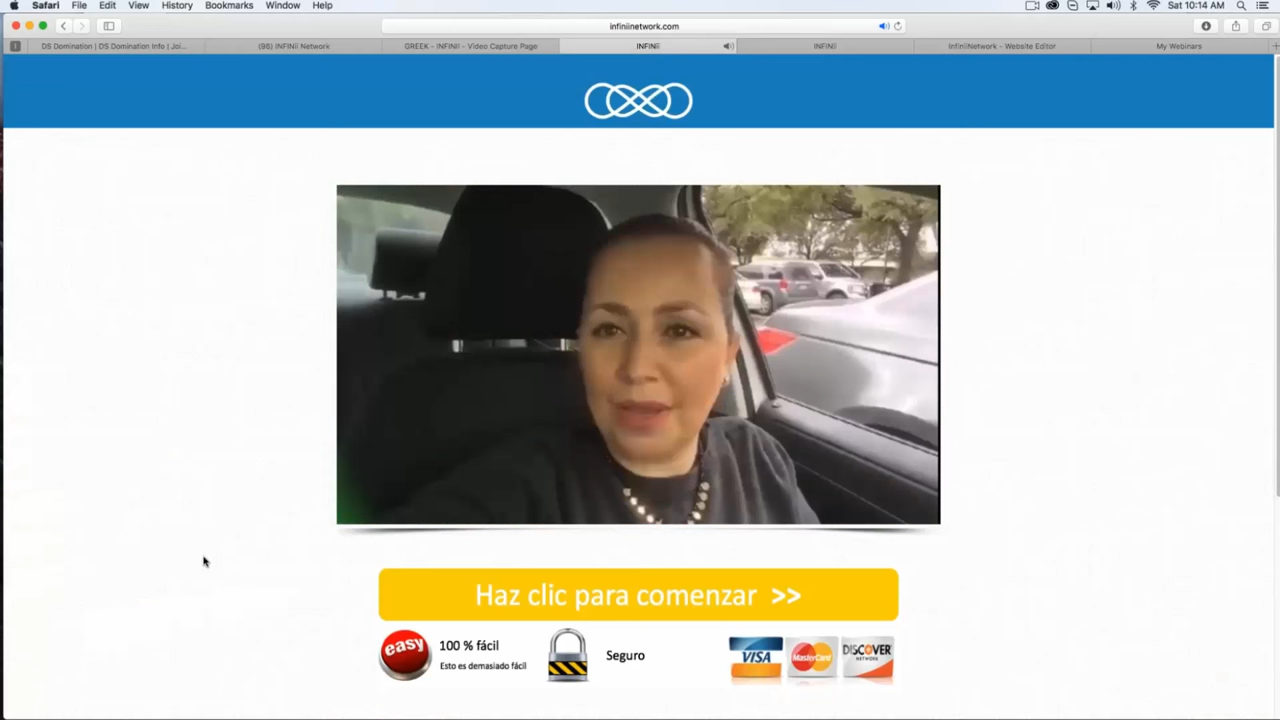 Safari File Edit View History Bookmarks Window Help Sat 10:14 AM
infiniinetwork.com
DS Domination | DS Domination Info | Joi... (98) INFINii Network GREEK - INFINii - Video Capture Page INFINii INFINii InfiniiNetwork - Website Editor My Webinars
Haz clic para comenzar >>
easy 100 % fácil Seguro VISA MasterCard DISCOVER
Esto es demasiado fácil NETWORK